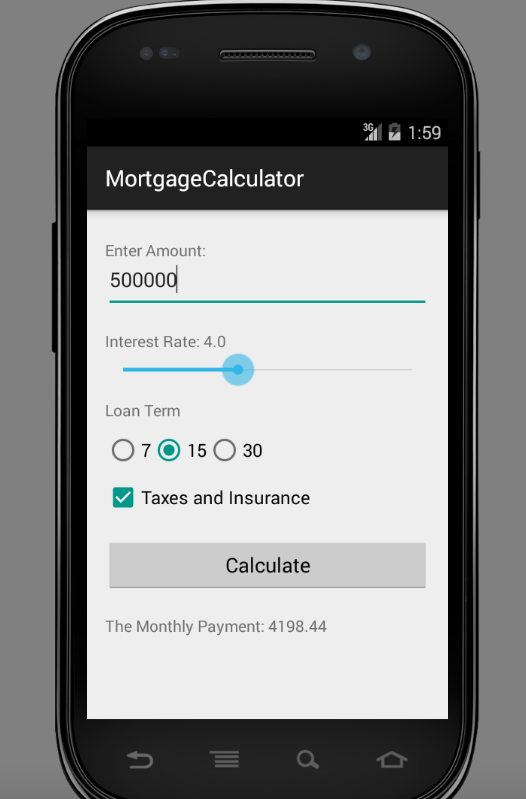 3G 1:59
MortgageCalculator
Enter Amount:
500000
Interest Rate: 4.0
Loan Term
7 15 30
Taxes and Insurance
Calculate
The Monthly Payment: 4198.44